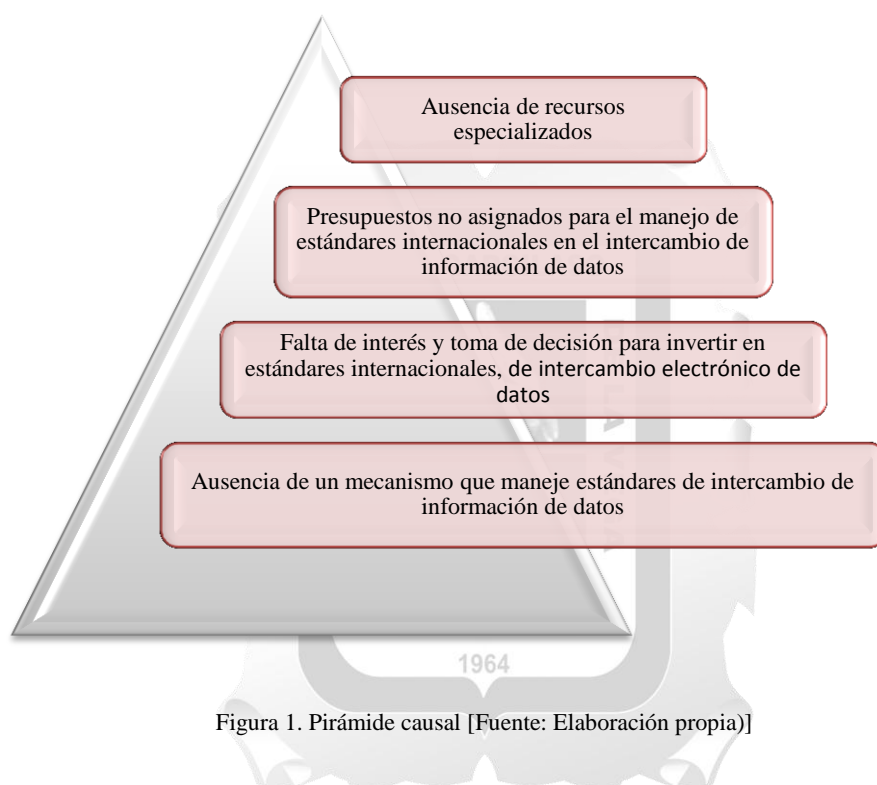 Ausencia de recursos
especializados
Presupuestos no asignados para el manejo de
estándares internacionales en el intercambio de
información de datos
Falta de interés y toma de decisión para invertir en
estándares internacionales, de intercambio electrónico de
datos
Ausencia de un mecanismo que maneje estándares de intercambio de
información de datos
1964
Figura 1. Pirámide causal [Fuente: Elaboración propia)]